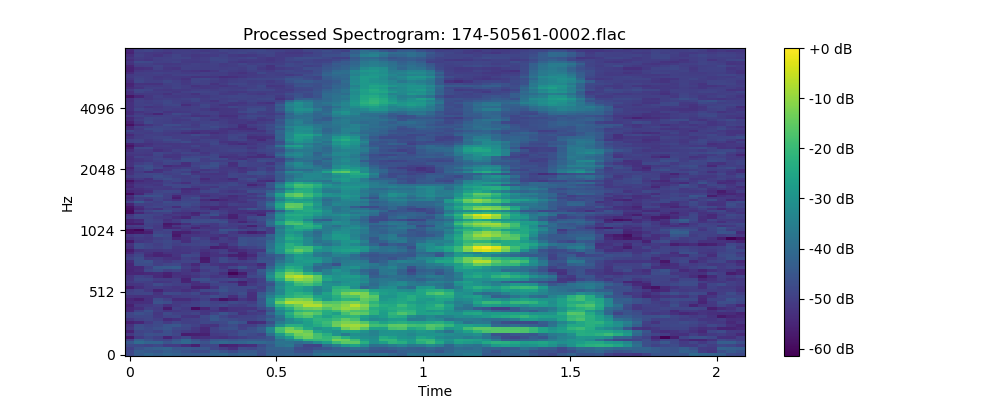 Processed Spectrogram: 174-50561-0002.flac
Hz
4096
2048
1024
512
0
0 0.5 1 1.5 2
Time
+0 dB
-10 dB
-20 dB
-30 dB
-40 dB
-50 dB
-60 dB